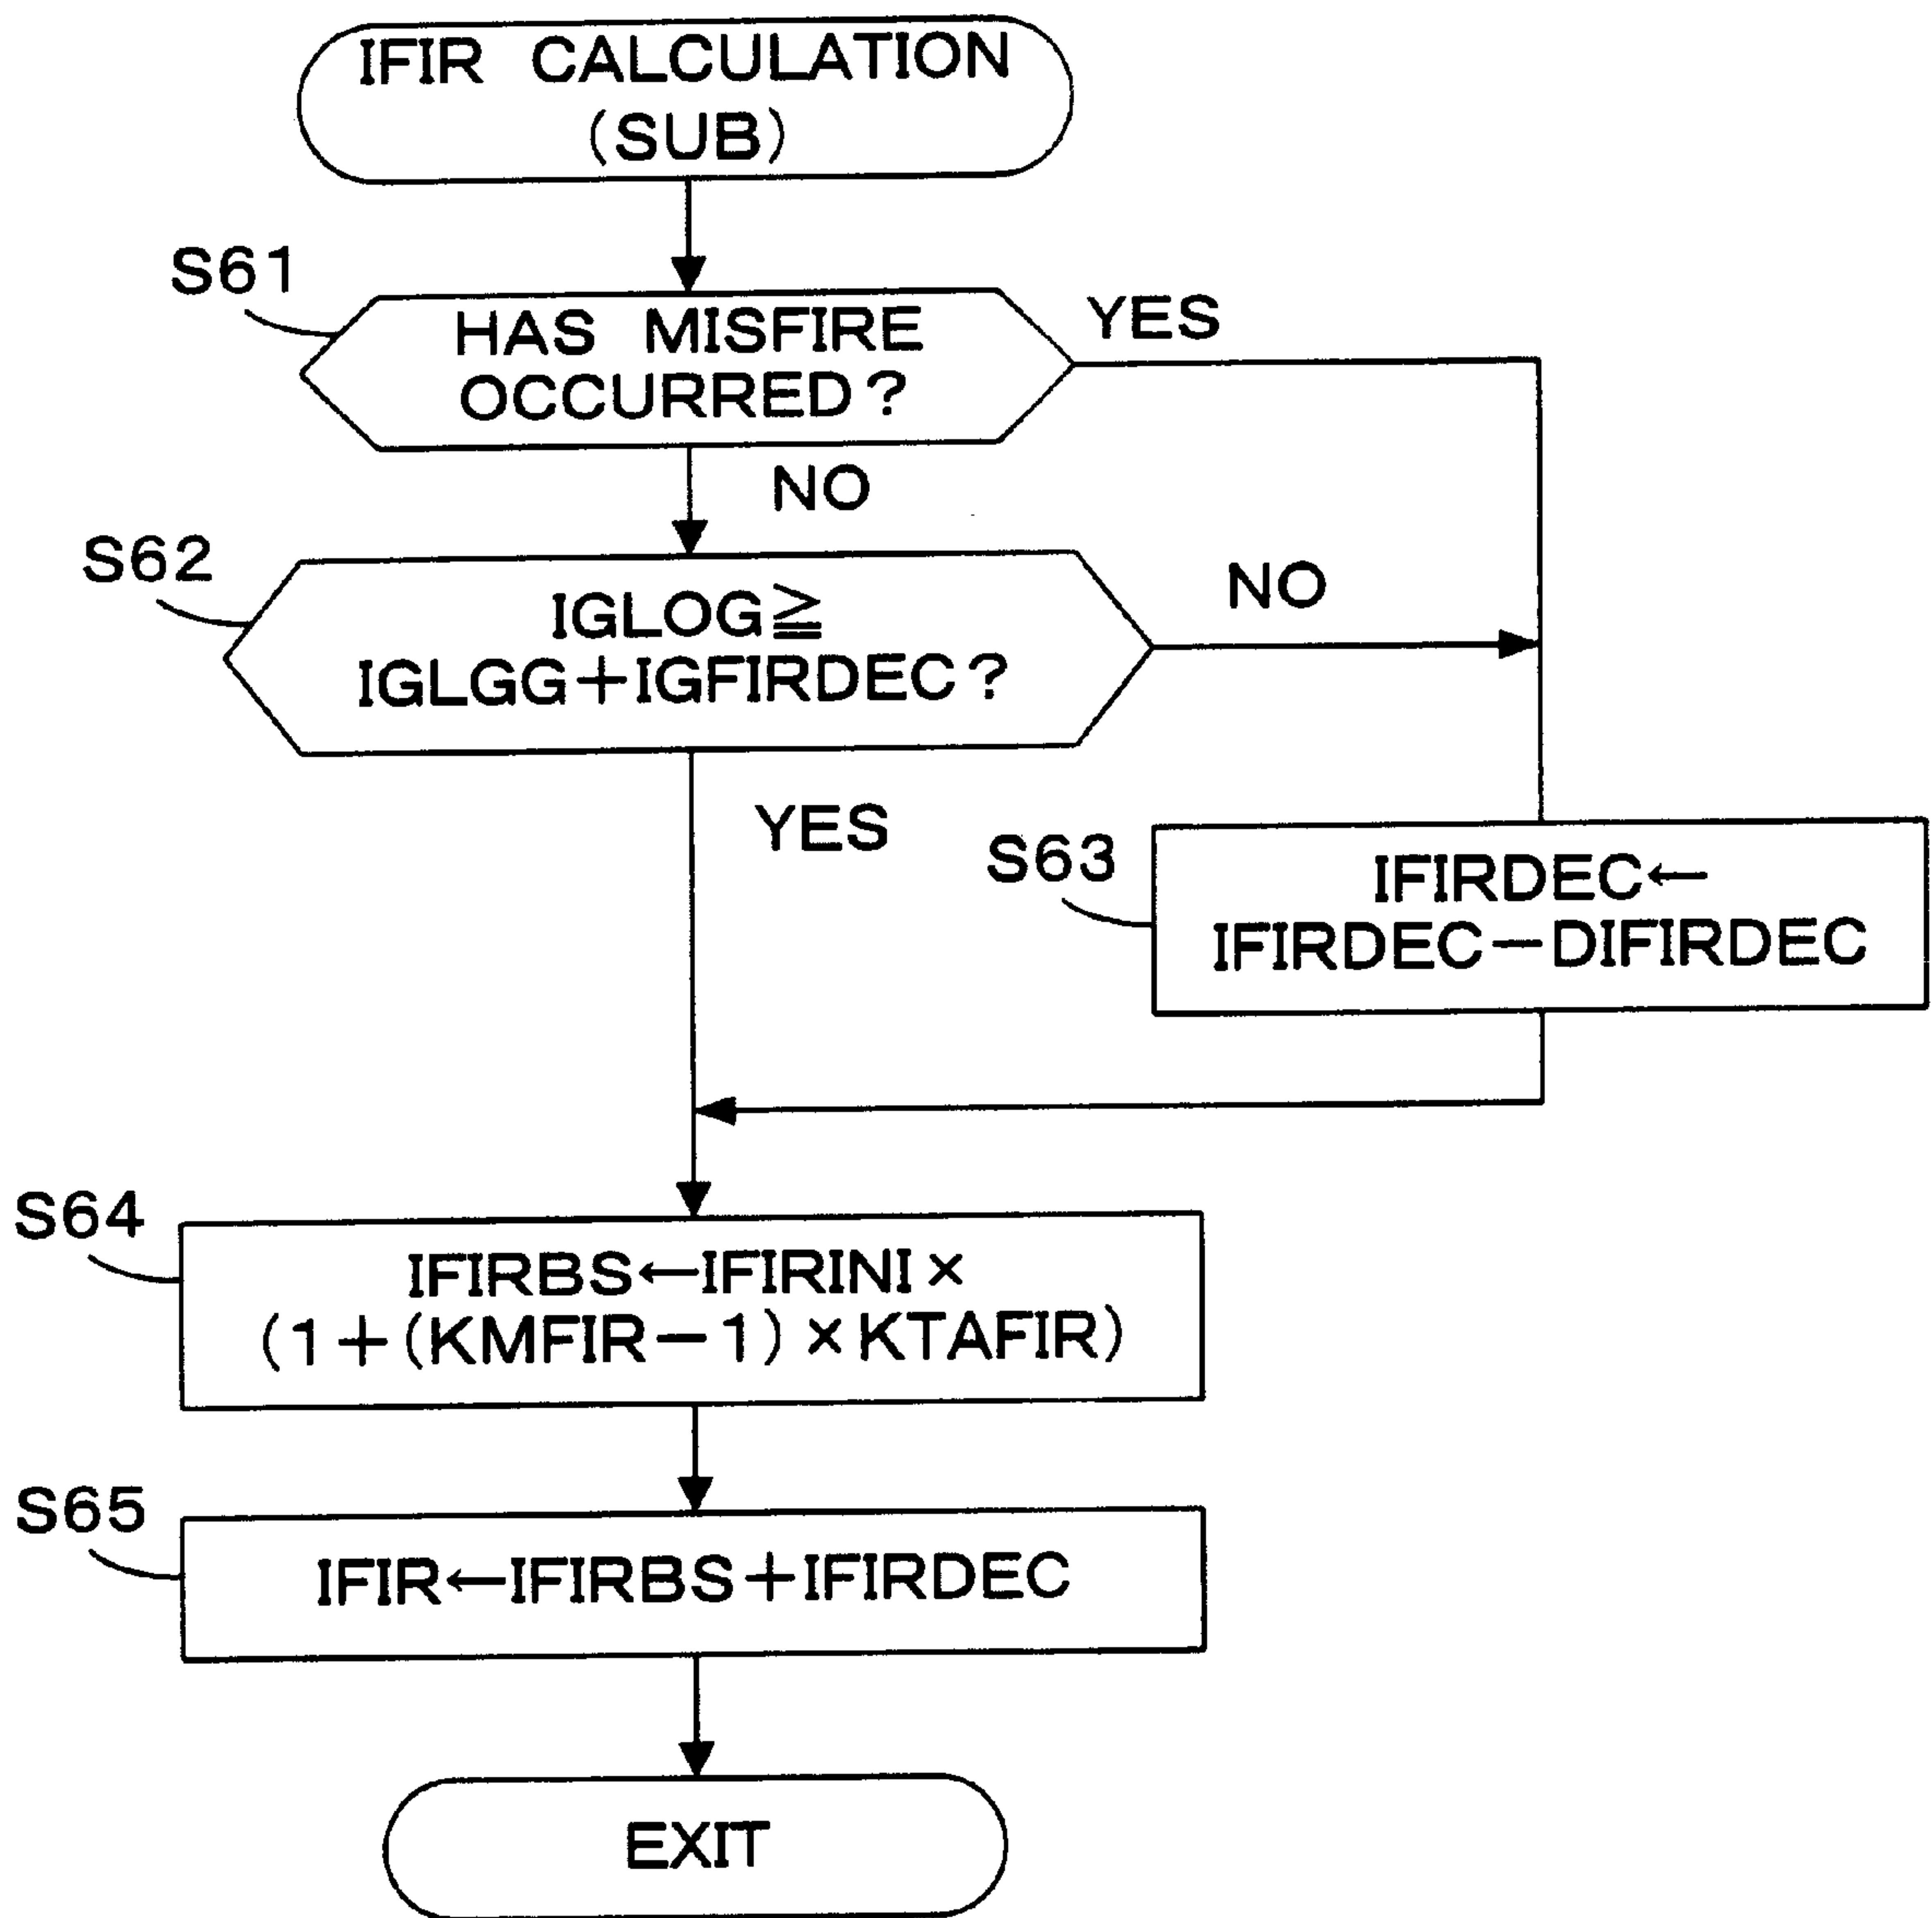 IFIR CALCULATION
(SUB)
S61
HAS MISFIRE
OCCURRED?
YES
NO
S62
IGLOG≧
IGLGG+IGFIRDEC?
NO
YES
S63
IFIRDEC←
IFIRDEC−DIFIRDEC
S64
IFIRBS←IFIRINI×
(1+(KMFIR−1)×KTAFIR)
S65
IFIR←IFIRBS+IFIRDEC
EXIT